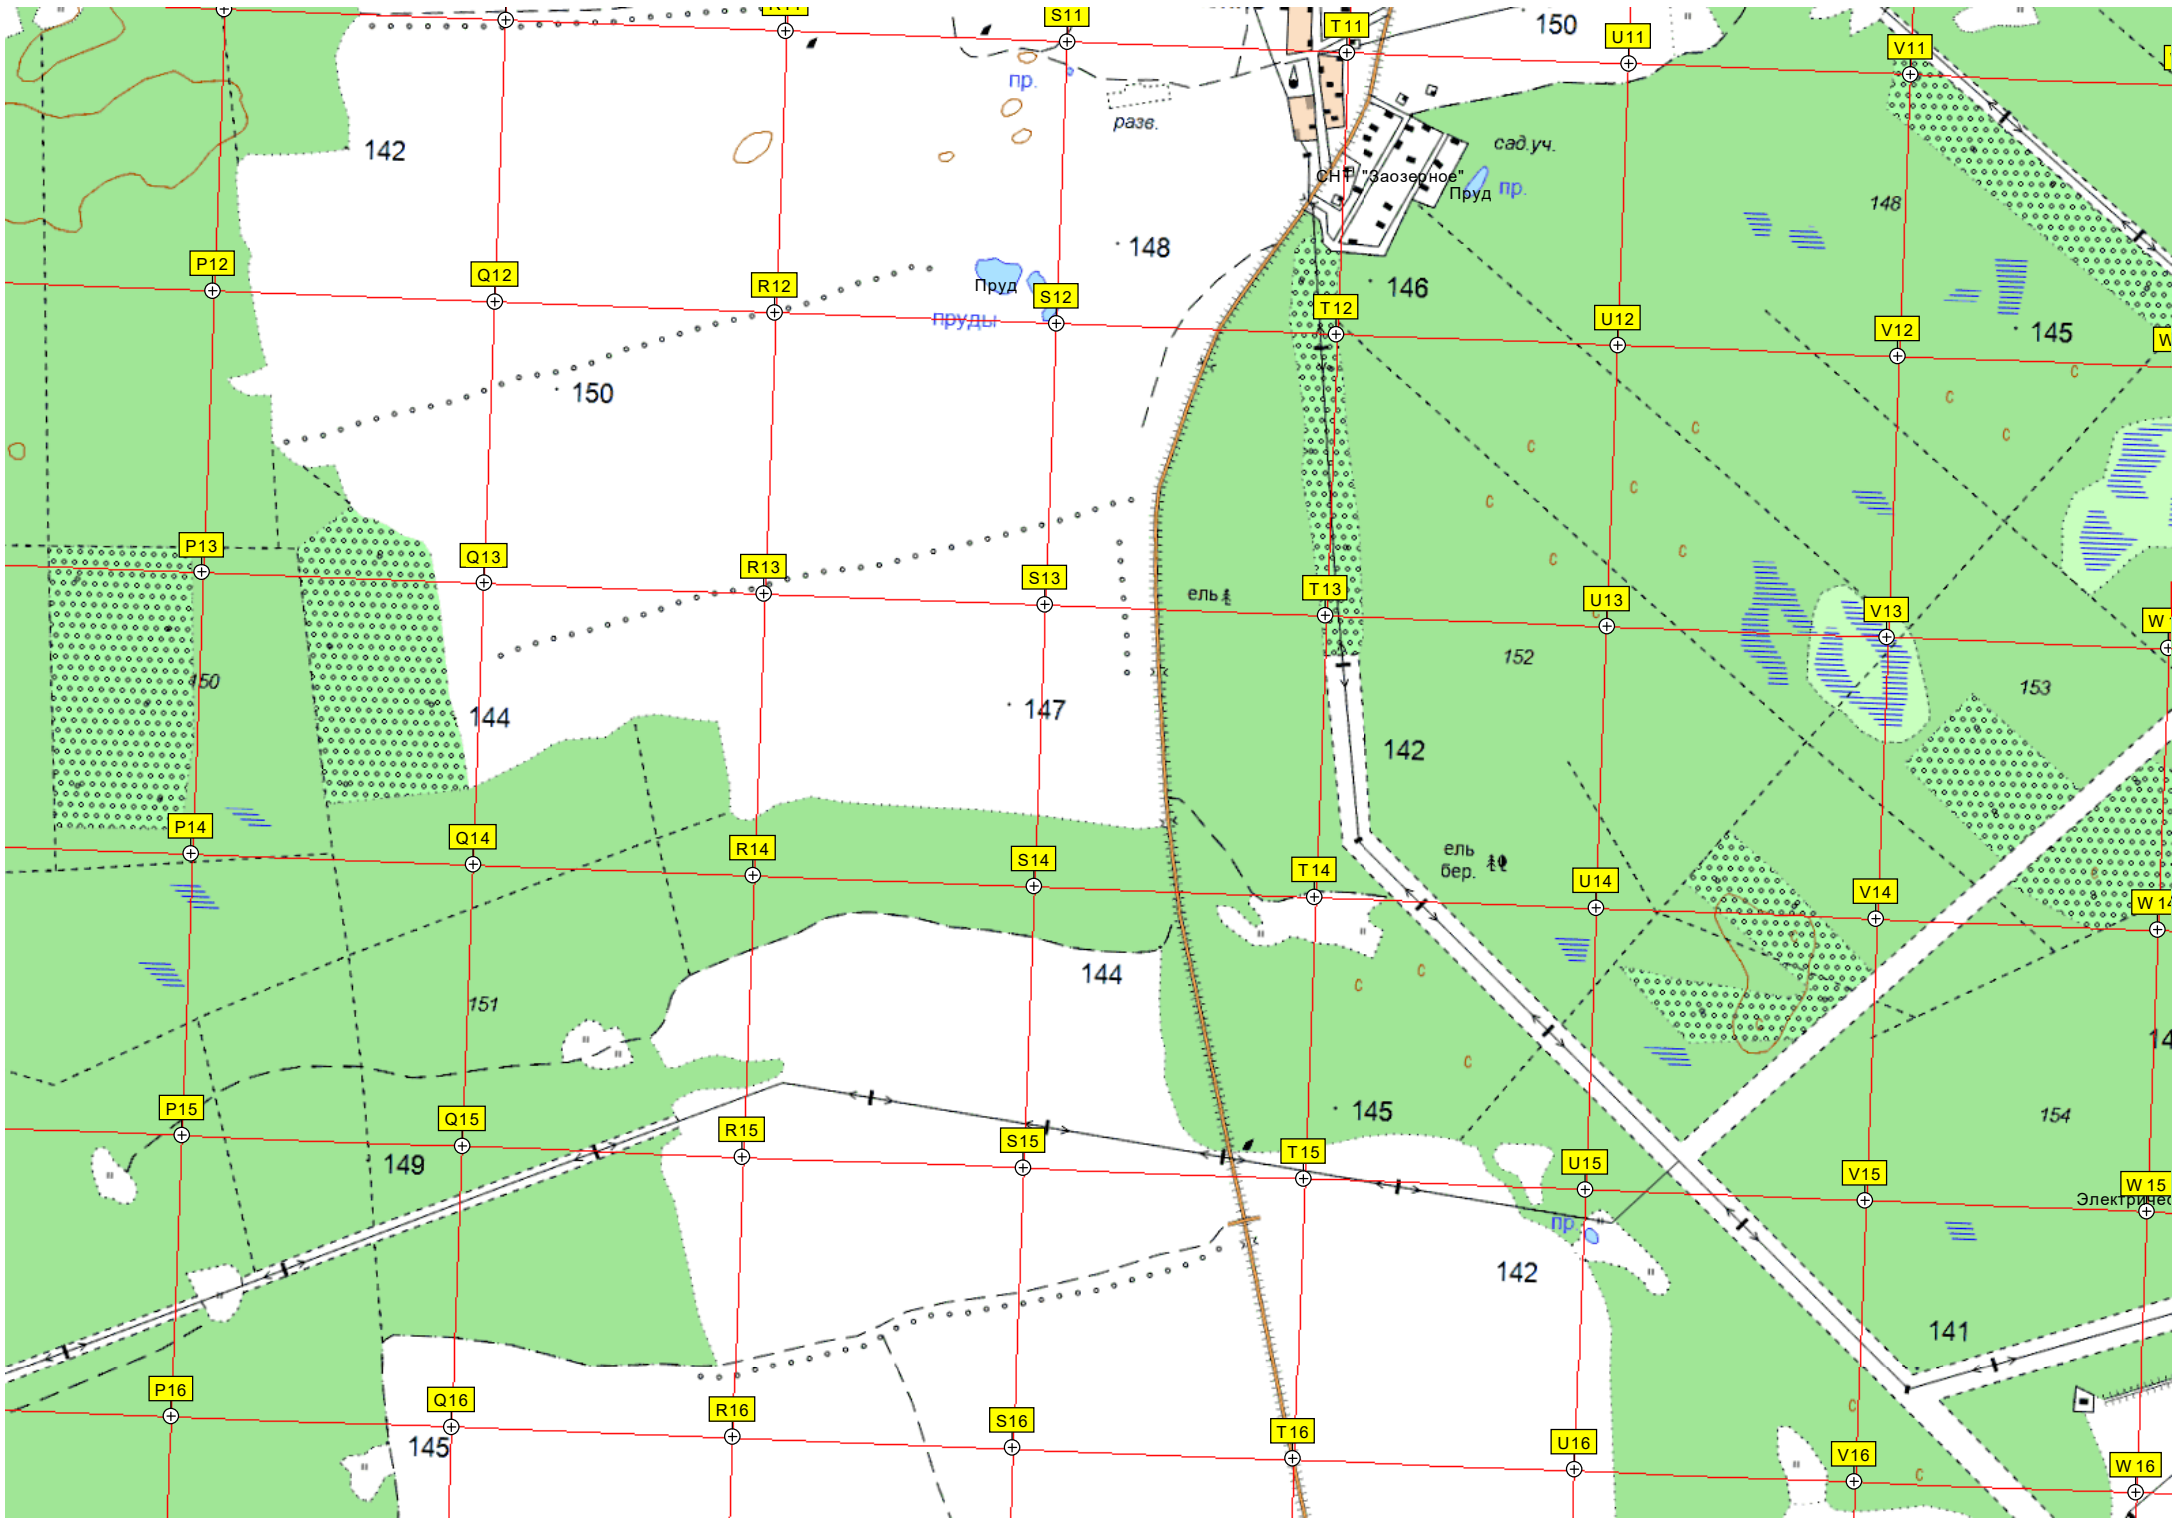 S11
T11
150
U11
V11
пр.
разв.
142
сад.уч.
СНТ "Заозерное"
Пруд
пр.
148
148
P12
Q12
R12
Пруд
S12
пруды
146
T12
U12
V12
145
W
150
с
с
с
с
с
с
с
с
с
P13
Q13
R13
S13
ель
T13
U13
V13
W
152
150
153
144
147
142
P14
Q14
R14
S14
T14
ель
бер.
U14
V14
W 14
144
151
с
с
с
14
P15
Q15
R15
S15
T15
145
U15
V15
154
W 15
149
Электричес
пр.
142
141
P16
Q16
R16
S16
T16
U16
V16
W 16
145
с
с